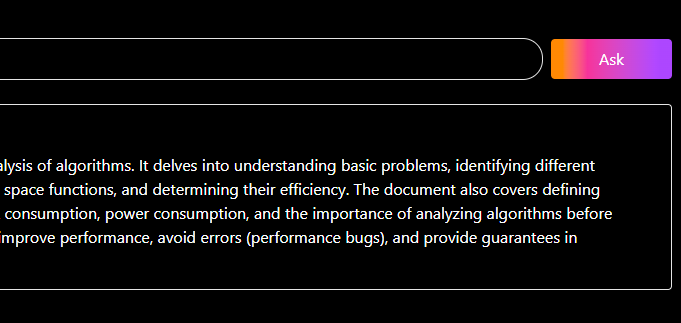 Ask
of algorithms. It delves into understanding basic problems, identifying different
space functions, and determining their efficiency. The document also covers defining
consumption, power consumption, and the importance of analyzing algorithms before
improve performance, avoid errors (performance bugs), and provide guarantees in